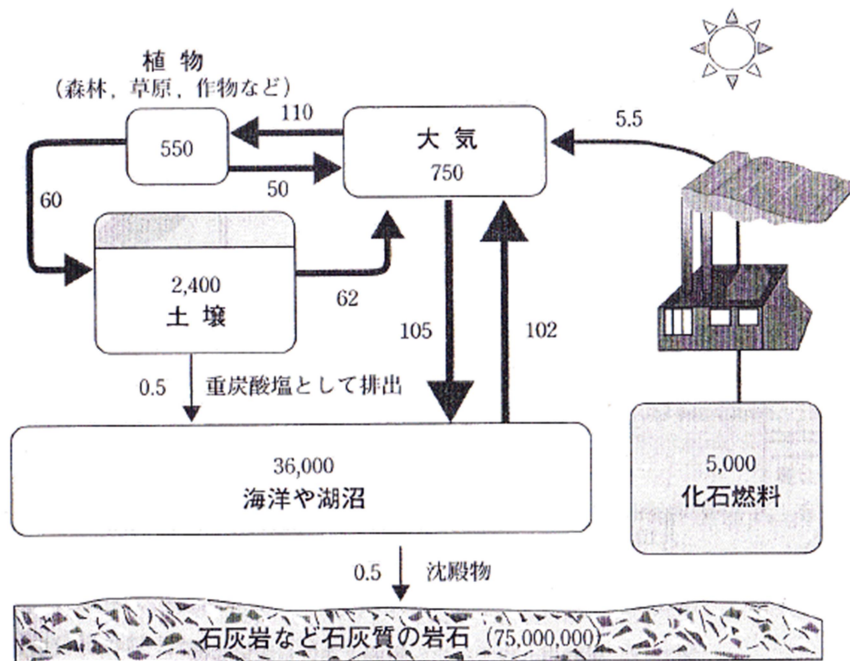 植物
(森林，草原，作物など)
550
110
50
大気
750
5.5
60
2,400
土壌
62
105
102
0.5
重炭酸塩として排出
36,000
海洋や湖沼
5,000
化石燃料
0.5
沈殿物
石灰岩など石灰質の岩石 (75,000,000)